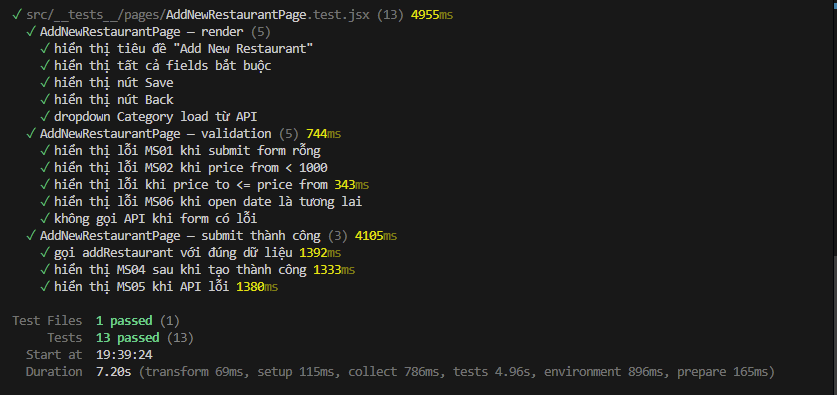 ✓ src/__tests__/pages/AddNewRestaurantPage.test.jsx (13) 4955ms
✓ AddNewRestaurantPage — render (5)
✓ hiển thị tiêu đề "Add New Restaurant"
✓ hiển thị tất cả fields bắt buộc
✓ hiển thị nút Save
✓ hiển thị nút Back
✓ dropdown Category load từ API
✓ AddNewRestaurantPage — validation (5) 744ms
✓ hiển thị lỗi MS01 khi submit form rỗng
✓ hiển thị lỗi MS02 khi price from < 1000
✓ hiển thị lỗi khi price to <= price from 343ms
✓ hiển thị lỗi MS06 khi open date là tương lai
✓ không gọi API khi form có lỗi
✓ AddNewRestaurantPage — submit thành công (3) 4105ms
✓ gọi addRestaurant với đúng dữ liệu 1392ms
✓ hiển thị MS04 sau khi tạo thành công 1333ms
✓ hiển thị MS05 khi API lỗi 1380ms
Test Files 1 passed (1)
Tests 13 passed (13)
Start at 19:39:24
Duration 7.20s (transform 69ms, setup 115ms, collect 786ms, tests 4.96s, environment 896ms, prepare 165ms)